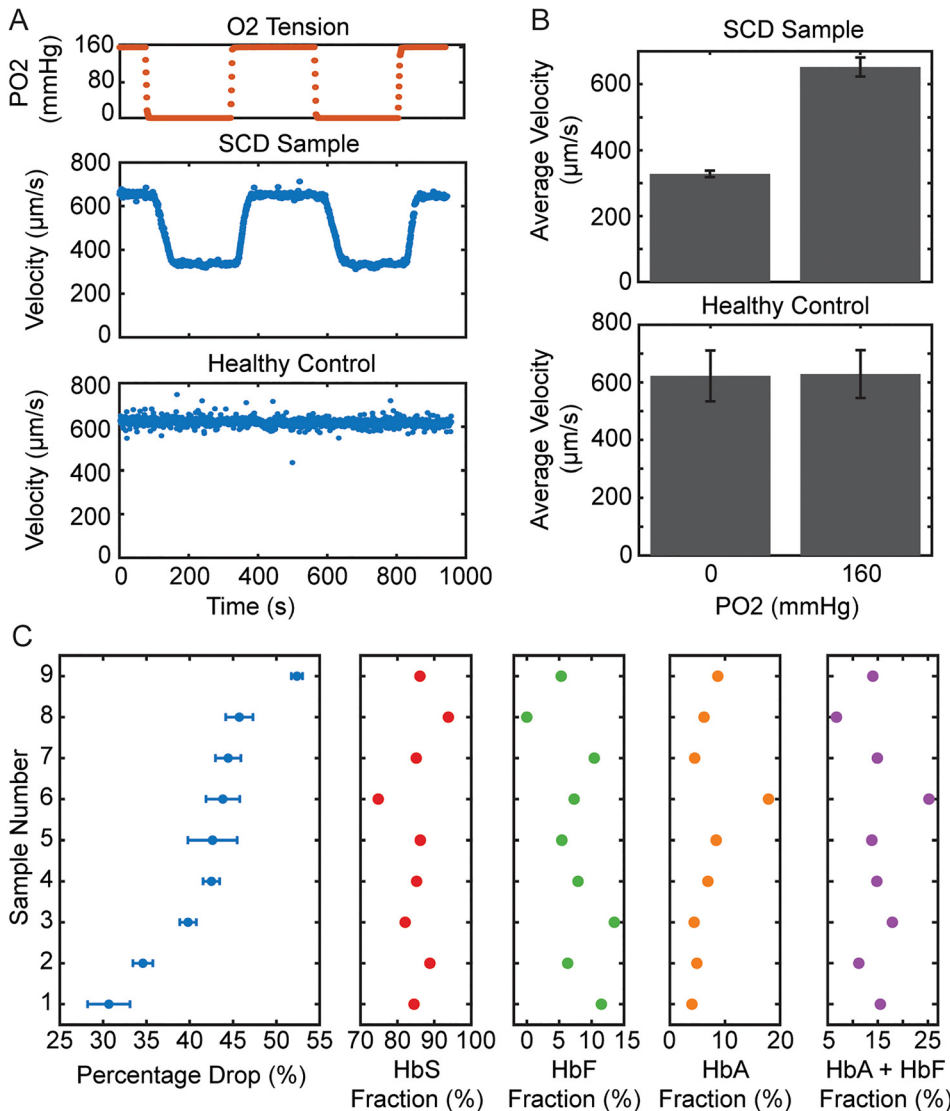 A
O2 Tension
PO2
(mmHg)
160
80
0
SCD Sample
Velocity (µm/s)
800
600
400
200
0
Healthy Control
Velocity (µm/s)
800
600
400
200
0
0 200 400 600 800 1000
Time (s)
B
SCD Sample
Average Velocity
(µm/s)
600
400
200
0
Healthy Control
Average Velocity
(µm/s)
800
600
400
200
0
0 160
PO2 (mmHg)
C
Sample Number
9
8
7
6
5
4
3
2
1
25 35 45 55
Percentage Drop (%)
70 80 90 100
HbS
Fraction (%)
0 5 10 15
HbF
Fraction (%)
0 10 20
HbA
Fraction (%)
5 15 25
HbA + HbF
Fraction (%)